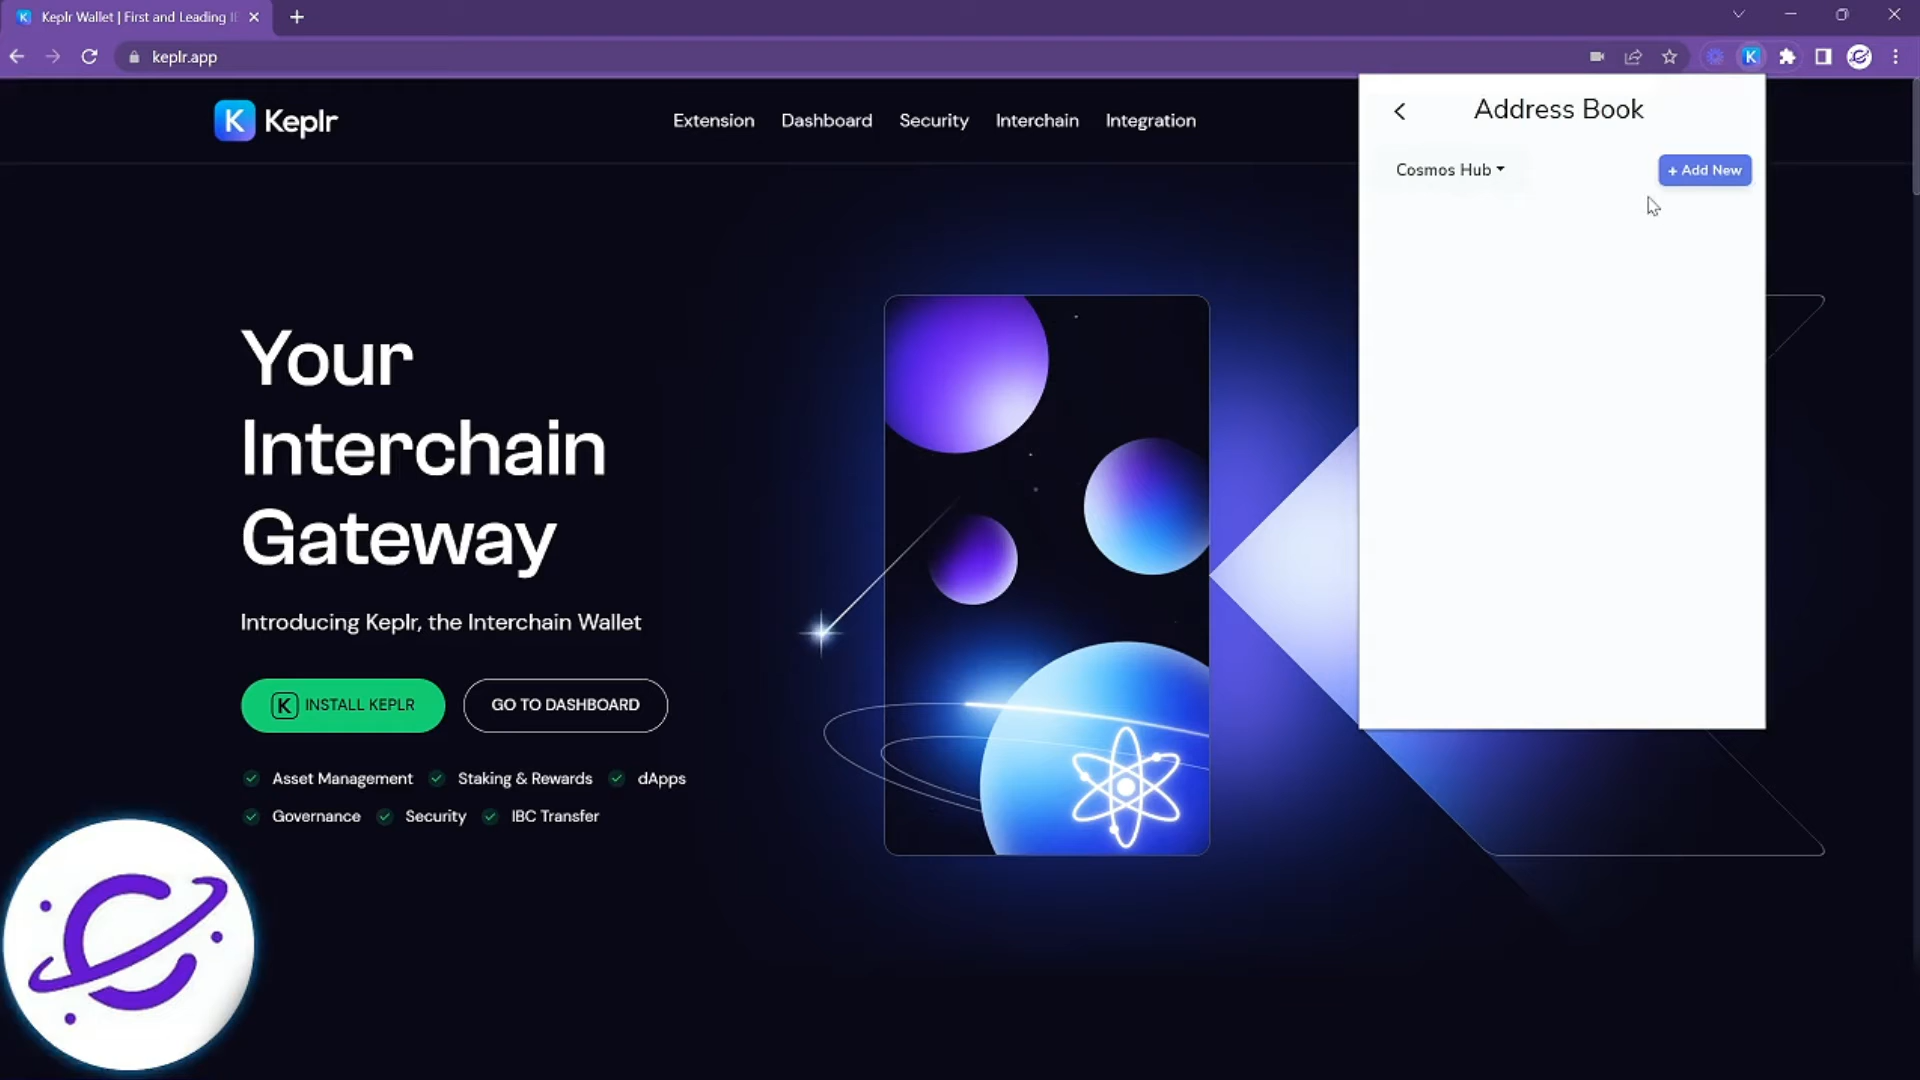 Keplr Wallet | First and Leading
keplr.app
K
K
Keplr
Extension
Dashboard
Security
Interchain
Integration
Address Book
Cosmos Hub
+ Add New
Your
Interchain
Gateway
Introducing Keplr, the Interchain Wallet
K INSTALL KEPLR
GO TO DASHBOARD
Asset Management
Staking & Rewards
dApps
Governance
Security
IBC Transfer